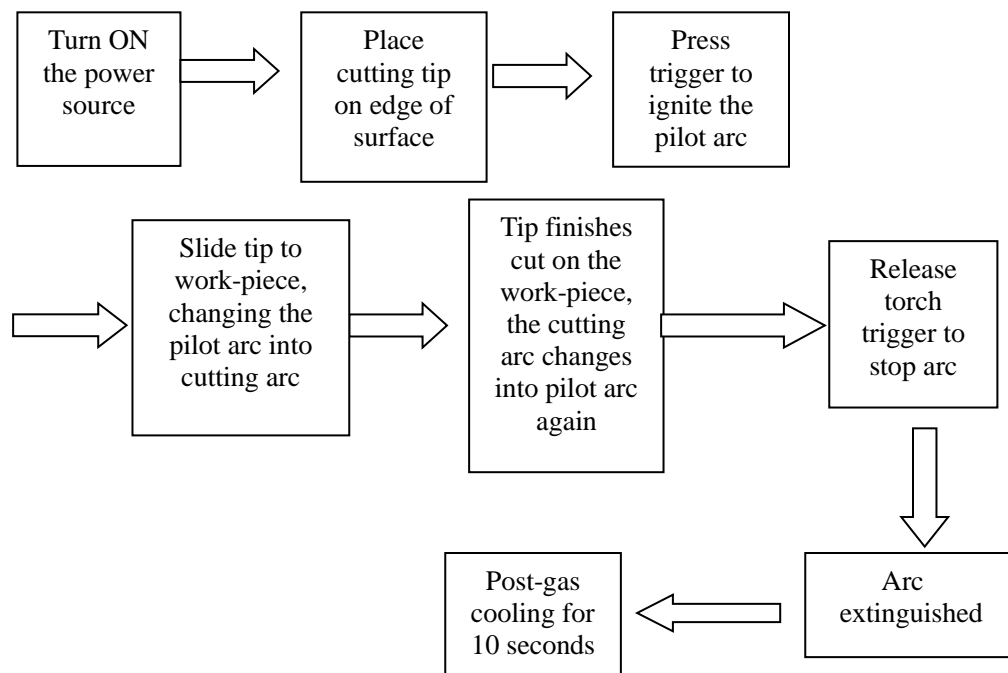 Turn ON
the power
source
Place
cutting tip
on edge of
surface
Press
trigger to
ignite the
pilot arc
Slide tip to
work-piece,
changing the
pilot arc into
cutting arc
Tip finishes
cut on the
work-piece,
the cutting
arc changes
into pilot arc
again
Release
torch
trigger to
stop arc
Arc
extinguished
Post-gas
cooling for
10 seconds